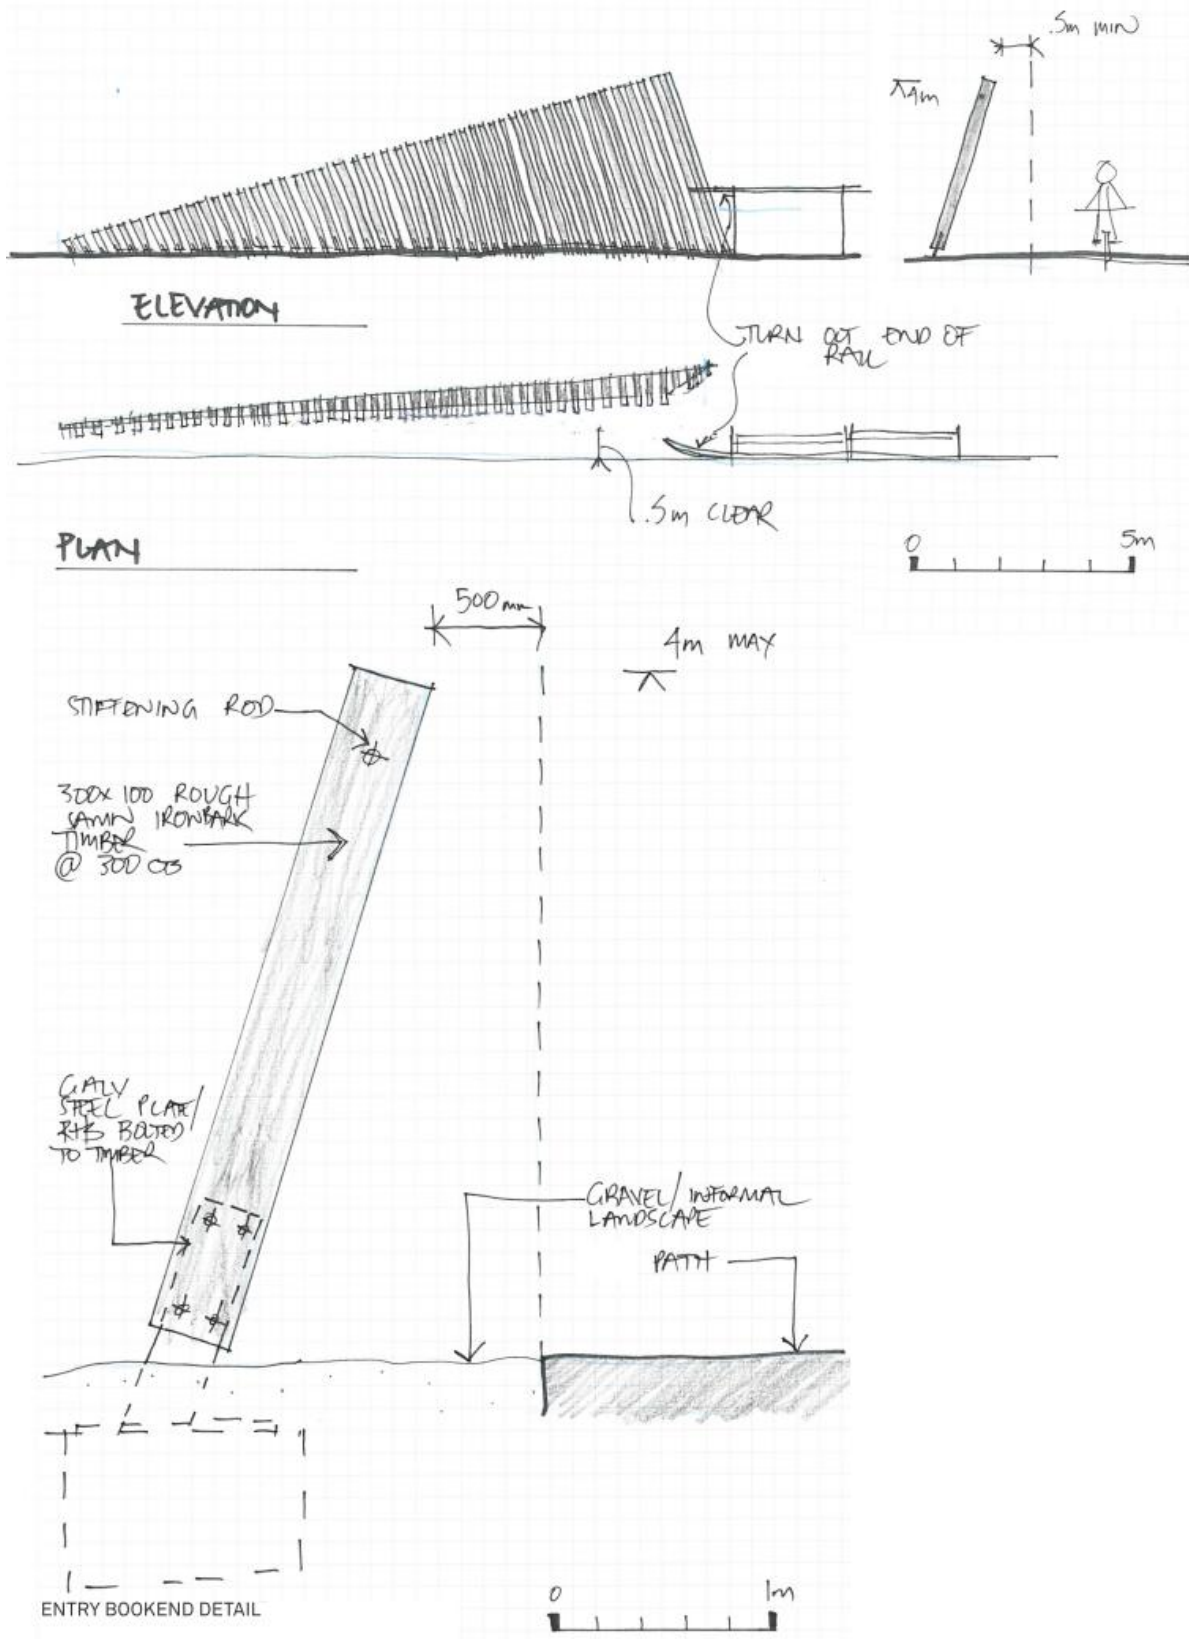 .5m MIN
4m
ELEVATION
TURN OUT END OF
RAIL
.5m CLEAR
PLAN
0 5m
500mm
4m MAX
STIFFENING ROD
300x100 ROUGH
SAWN IRONBARK
TIMBER
@ 300 CTS
GALV
STEEL PLATE/
BOLTED
TO TIMBER
GRAVEL/INFORMAL
LANDSCAPE
PATH
ENTRY BOOKEND DETAIL
0 1m